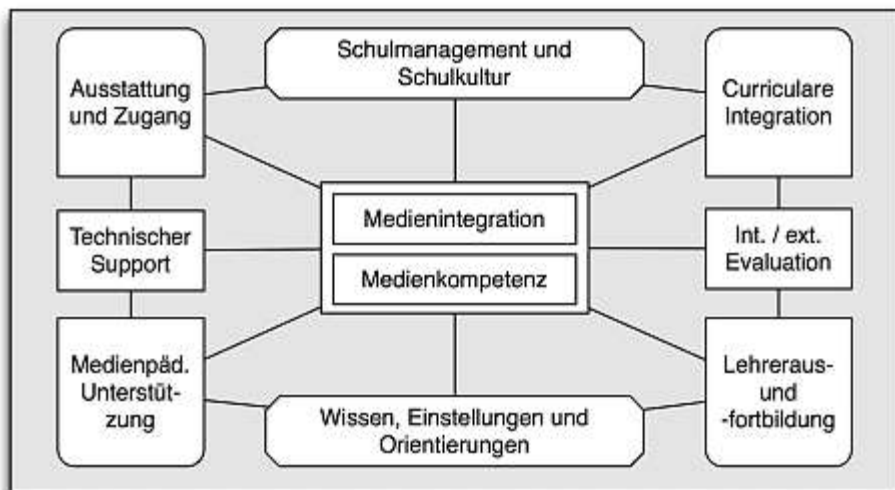 Schulmanagement und
Schulkultur
Ausstattung
und Zugang
Curriculare
Integration
Medienintegration
Technischer
Support
Int. / ext.
Evaluation
Medienkompetenz
Medienpäd.
Unterstüt-
zung
Lehreraus-
und
-fortbildung
Wissen, Einstellungen und
Orientierungen